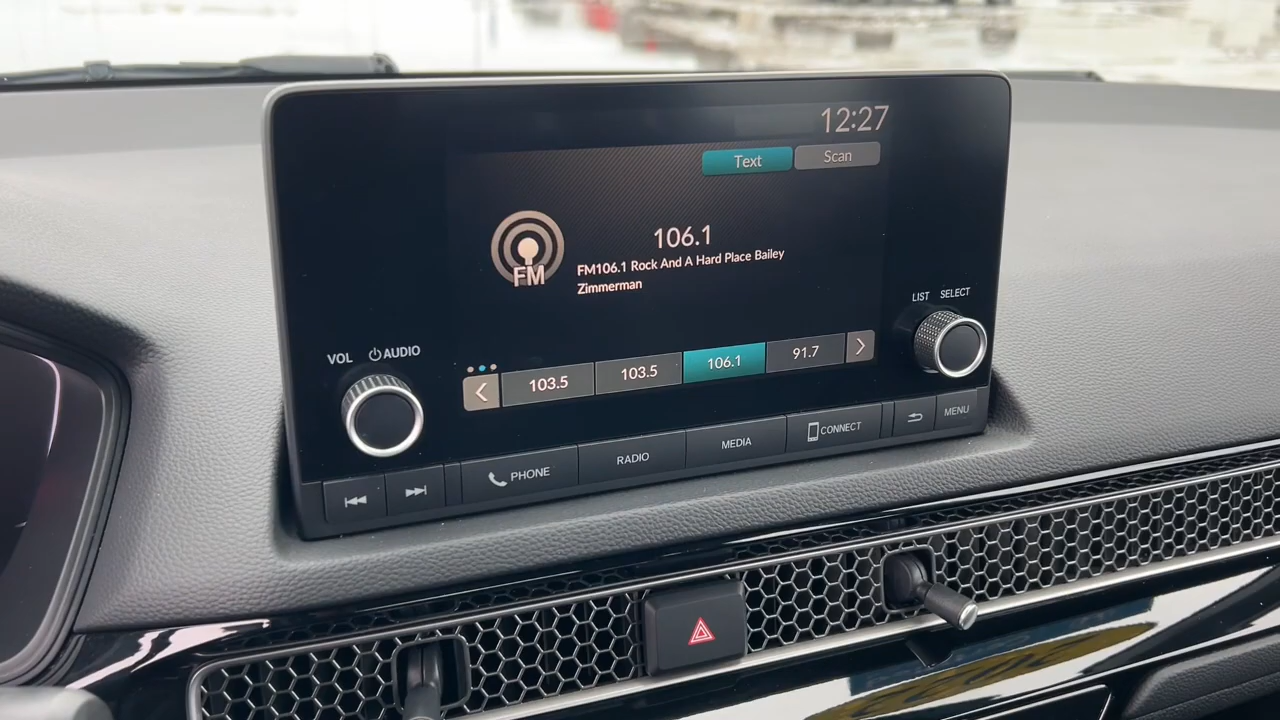 12:27
Text
Scan
106.1
FM
FM106.1 Rock And A Hard Place Bailey
Zimmerman
LIST
SELECT
VOL
AUDIO
103.5
103.5
106.1
91.7
PHONE
RADIO
MEDIA
CONNECT
MENU